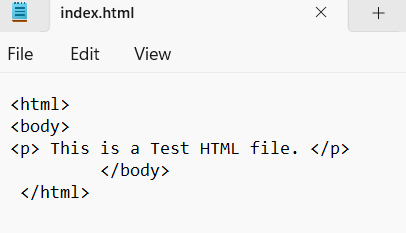 index.html
File Edit View
<html>
<body>
<p> This is a Test HTML file. </p>
</body>
</html>